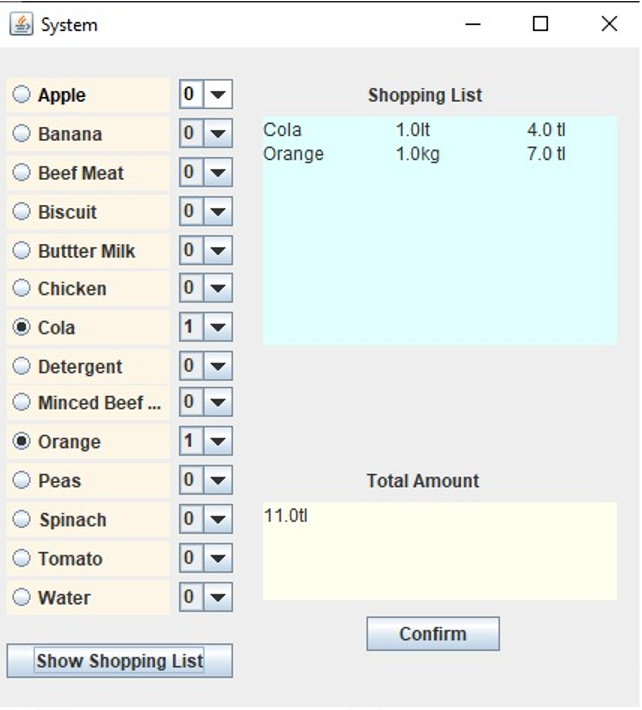 System
Apple 0
Banana 0
Beef Meat 0
Biscuit 0
Buttter Milk 0
Chicken 0
Cola 1
Detergent 0
Minced Beef ... 0
Orange 1
Peas 0
Spinach 0
Tomato 0
Water 0
Show Shopping List
Shopping List
Cola 1.0lt 4.0 tl
Orange 1.0kg 7.0 tl
Total Amount
11.0tl
Confirm